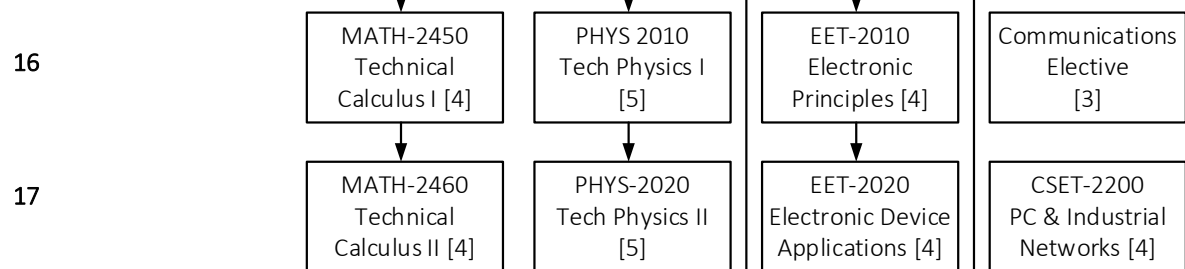 16
MATH-2450
Technical
Calculus I [4]
PHYS 2010
Tech Physics I
[5]
EET-2010
Electronic
Principles [4]
Communications
Elective
[3]
17
MATH-2460
Technical
Calculus II [4]
PHYS-2020
Tech Physics II
[5]
EET-2020
Electronic Device
Applications [4]
CSET-2200
PC & Industrial
Networks [4]